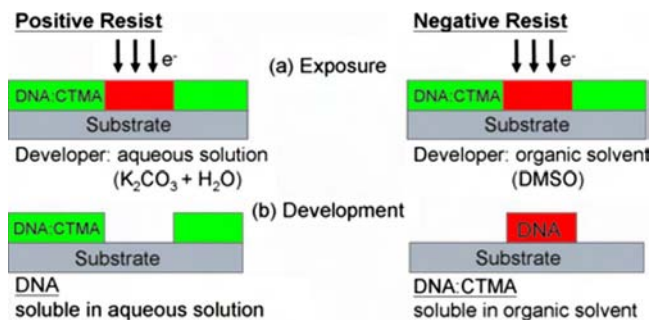 Positive Resist
Negative Resist
e-
(a) Exposure
e-
DNA:CTMA
DNA:CTMA
Substrate
Substrate
Developer: aqueous solution
(K₂CO₃ + H₂O)
Developer: organic solvent
(DMSO)
(b) Development
DNA:CTMA
DNA
Substrate
Substrate
DNA
soluble in aqueous solution
DNA:CTMA
soluble in organic solvent